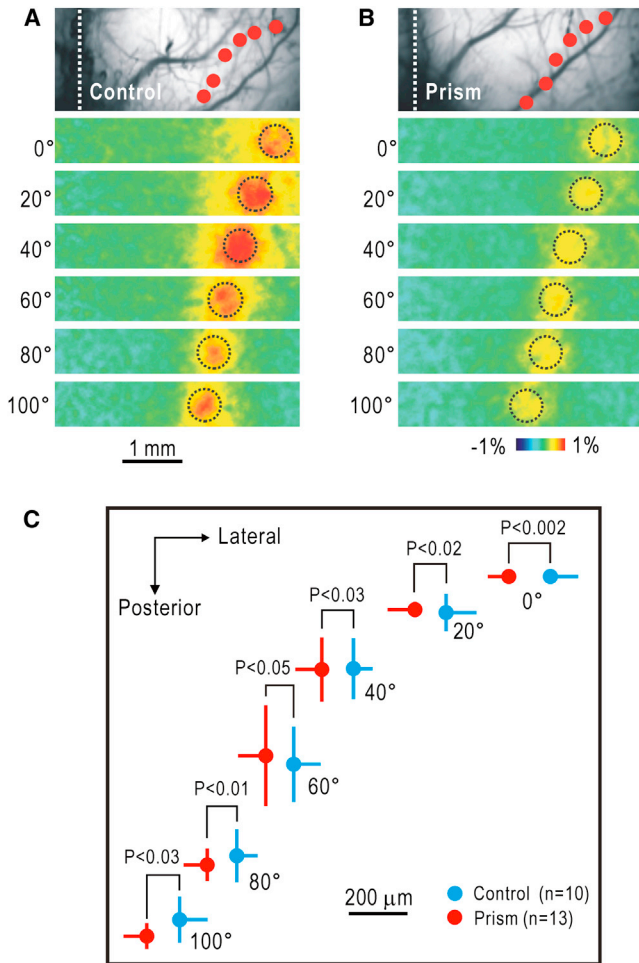 A
Control
0°
20°
40°
60°
80°
100°
1 mm
B
Prism
0°
20°
40°
60°
80°
100°
-1% 1%
C
Lateral
Posterior
P<0.002
0°
P<0.02
20°
P<0.03
40°
P<0.05
60°
P<0.01
80°
P<0.03
100°
200 μm
Control (n=10)
Prism (n=13)